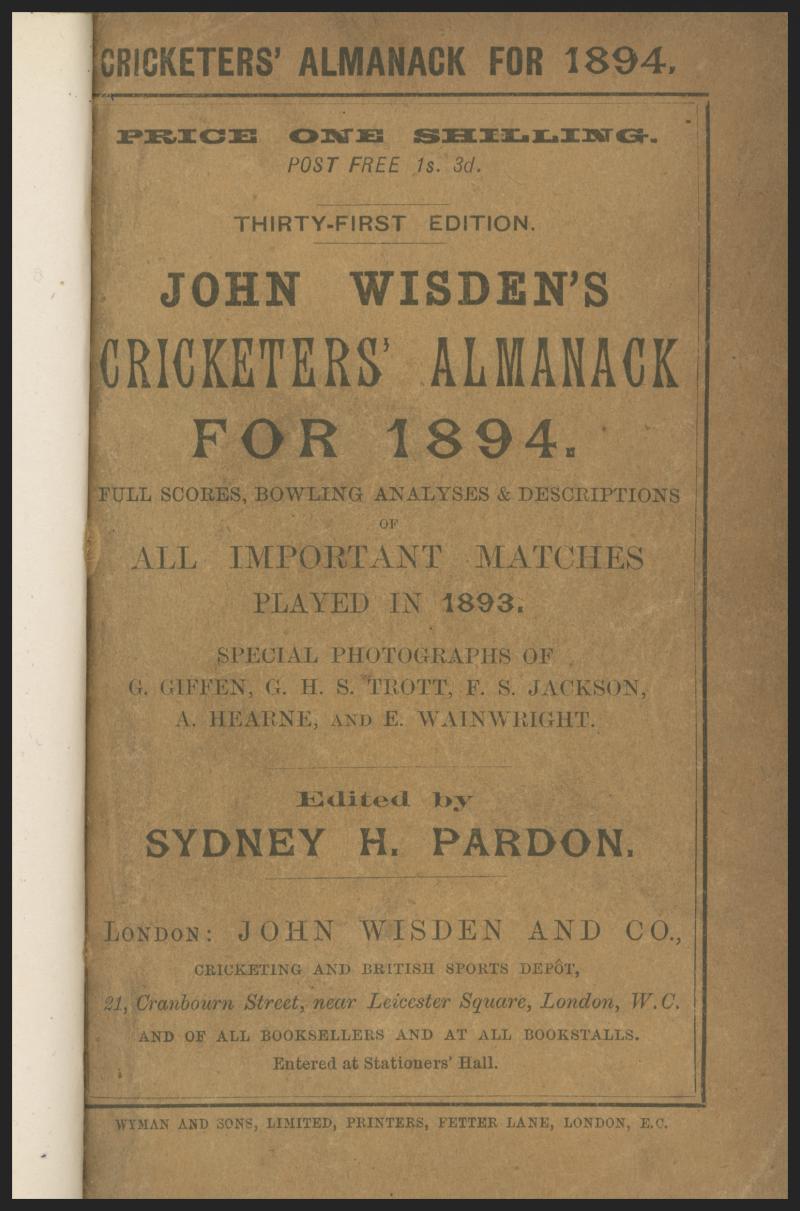 CRICKETERS' ALMANACK FOR 1894.
PRICE ONE SHILLING.
POST FREE 1s. 3d.
THIRTY-FIRST EDITION.
JOHN WISDEN'S
CRICKETERS' ALMANACK
FOR 1894.
FULL SCORES, BOWLING ANALYSES & DESCRIPTIONS
OF
ALL IMPORTANT MATCHES
PLAYED IN 1893.
SPECIAL PHOTOGRAPHS OF
G. GIFFEN, G. H. S. TROTT, F. S. JACKSON,
A. HEARNE, AND E. WAINWRIGHT.
Edited by
SYDNEY H. PARDON.
LONDON: JOHN WISDEN AND CO.,
CRICKETING AND BRITISH SPORTS DEPÔT,
21, Cranbourn Street, near Leicester Square, London, W.C.
AND OF ALL BOOKSELLERS AND AT ALL BOOKSTALLS.
Entered at Stationers' Hall.
WYMAN AND SONS, LIMITED, PRINTERS, FETTER LANE, LONDON, E.C.